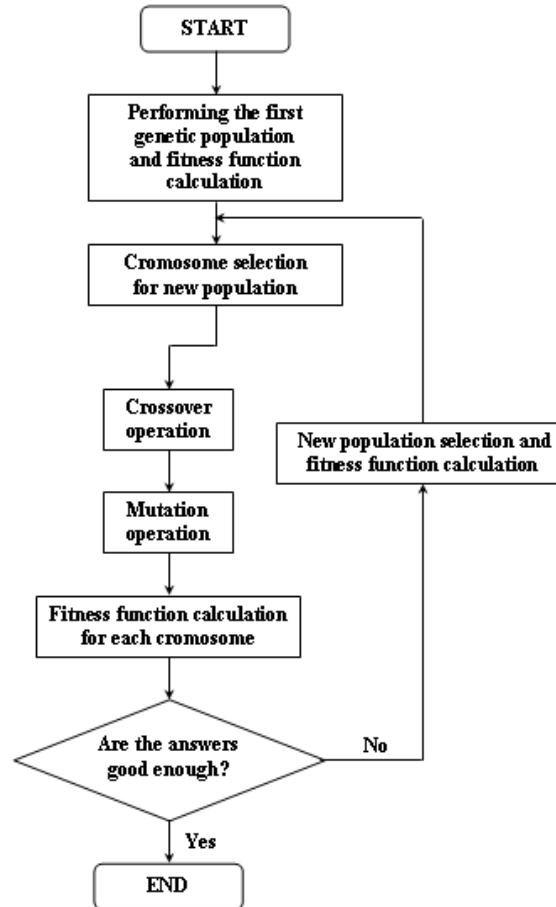 START
Performing the first
genetic population
and fitness function
calculation
Cromosome selection
for new population
Crossover
operation
New population selection and
fitness function calculation
Mutation
operation
Fitness function calculation
for each cromosome
Are the answers
good enough?
No
Yes
END